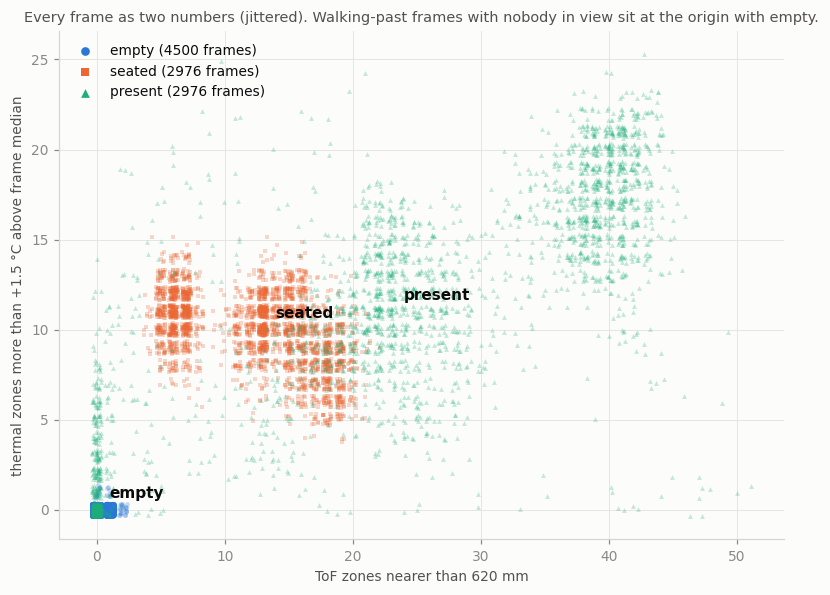 Every frame as two numbers (jittered). Walking-past frames with nobody in view sit at the origin with empty.
empty (4500 frames)
seated (2976 frames)
present (2976 frames)
25
20
15
10
5
0
thermal zones more than +1.5 °C above frame median
present
seated
empty
0
10
20
30
40
50
ToF zones nearer than 620 mm